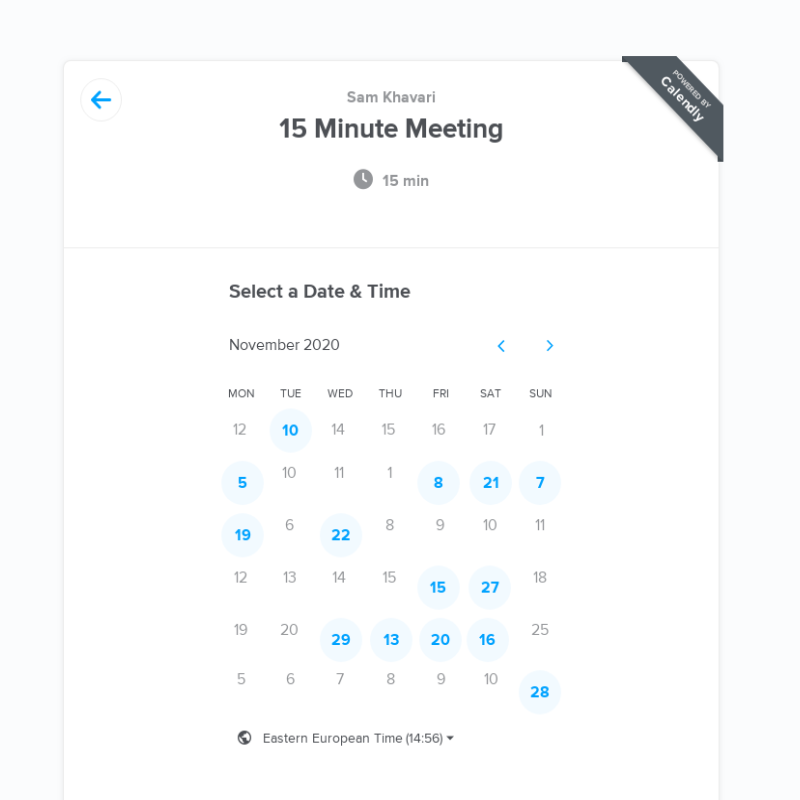 POWERED BY
Calendly
Sam Khavari
15 Minute Meeting
15 min
Select a Date & Time
November 2020
MON TUE WED THU FRI SAT SUN
12 10 14 15 16 17 1
5 10 11 1 8 21 7
19 6 22 8 9 10 11
12 13 14 15 15 27 18
19 20 29 13 20 16 25
5 6 7 8 9 10 28
Eastern European Time (14:56)